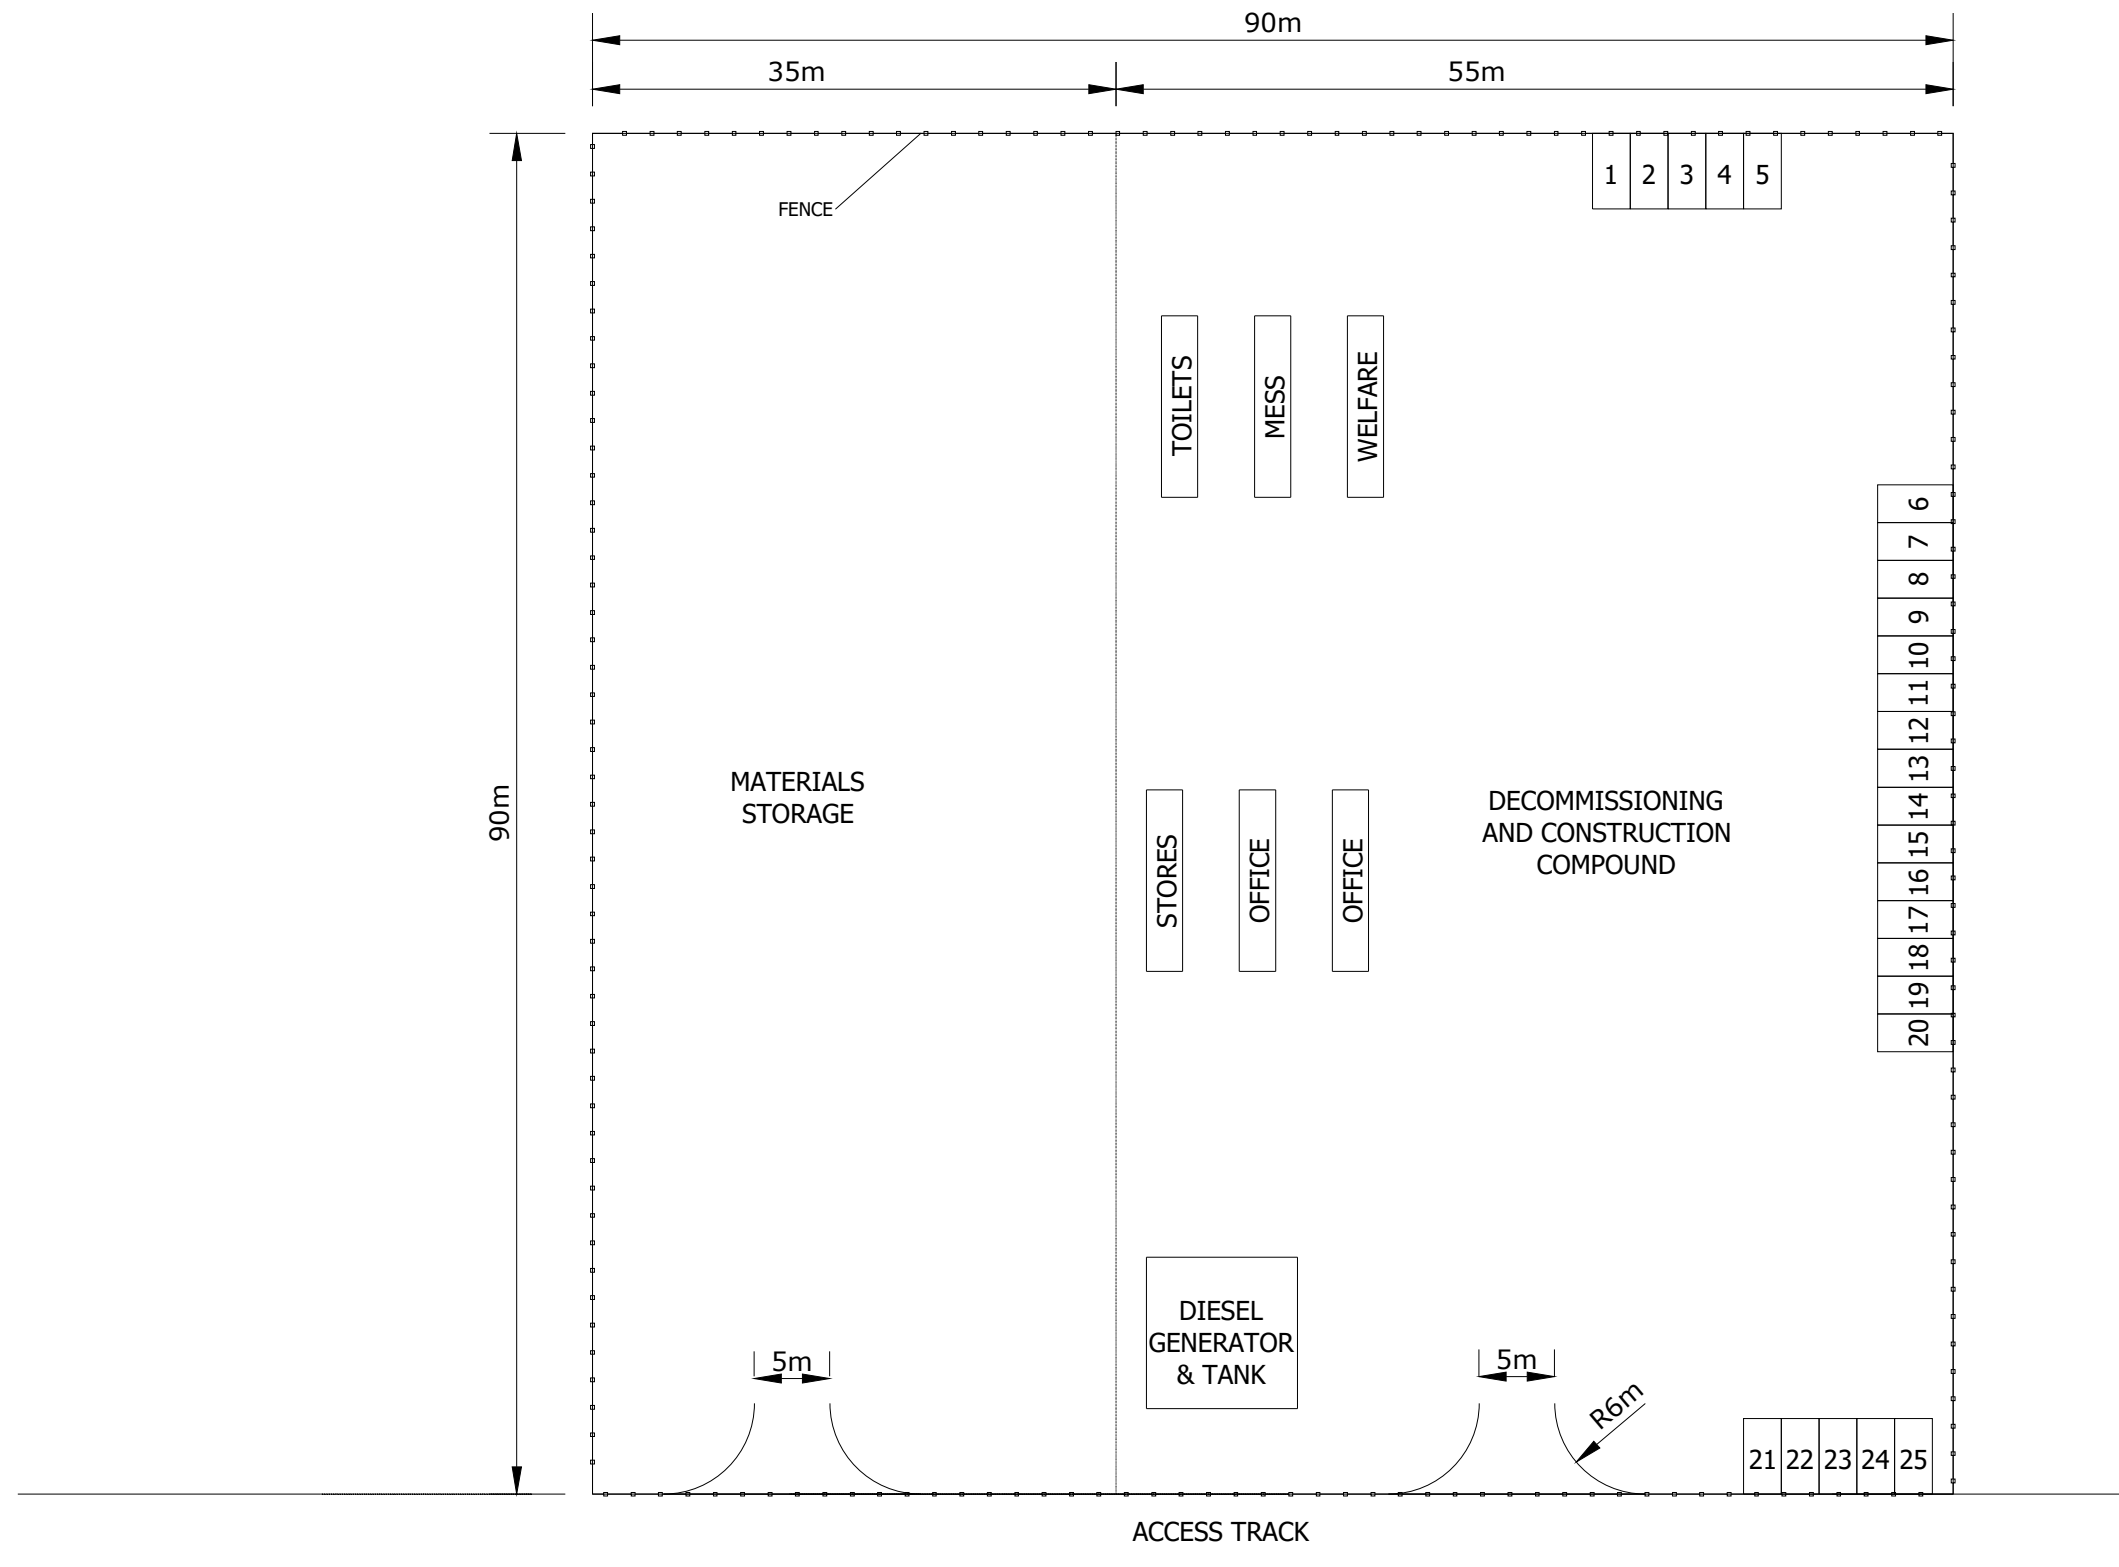 90m
35m
55m
1 2 3 4 5
FENCE
TOILETS
MESS
WELFARE
6
7
8
9
10
11
12
13
14
15
16
17
18
19
20
MATERIALS
STORAGE
90m
STORES
OFFICE
OFFICE
DECOMMISSIONING
AND CONSTRUCTION
COMPOUND
DIESEL
GENERATOR
& TANK
5m
5m
R6m
21 22 23 24 25
ACCESS TRACK